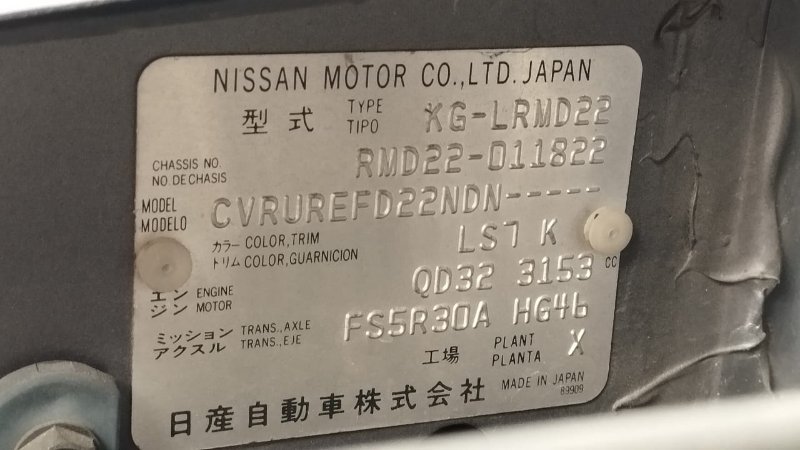 NISSAN MOTOR CO.,LTD. JAPAN
型式 TYPE TIPO KG-LRMD22
CHASSIS NO. NO. DE CHASIS RMD22-011822
MODEL MODELO CVRUREFD22NDN-----
カラー COLOR,TRIM
トリム COLOR,GUARNICION LS7 K
エンジン ENGINE MOTOR QD32 3153 CC
ミッション アクスル TRANS.,AXLE TRANS.,EJE FS5R30A HG46
工場 PLANT PLANTA X
日産自動車株式会社 MADE IN JAPAN
89909